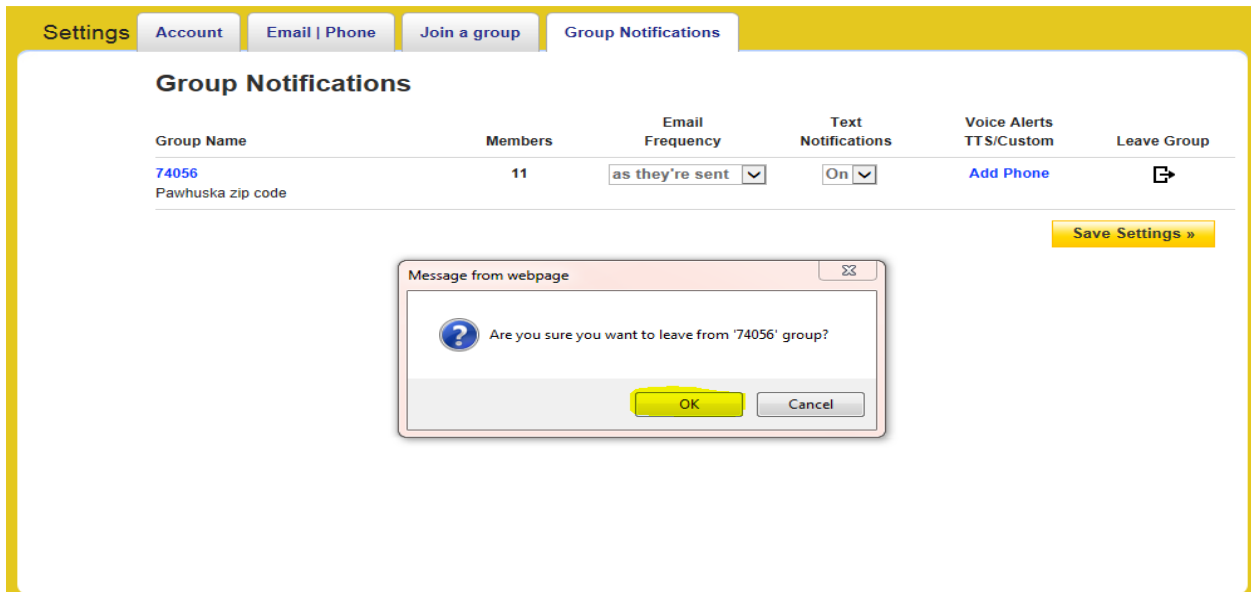 Settings Account Email | Phone Join a group Group Notifications
Group Notifications
Group Name Members Email Frequency Text Notifications Voice Alerts TTS/Custom Leave Group
74056 11 as they're sent On Add Phone
Pawhuska zip code
Save Settings »
Message from webpage
Are you sure you want to leave from '74056' group?
OK Cancel